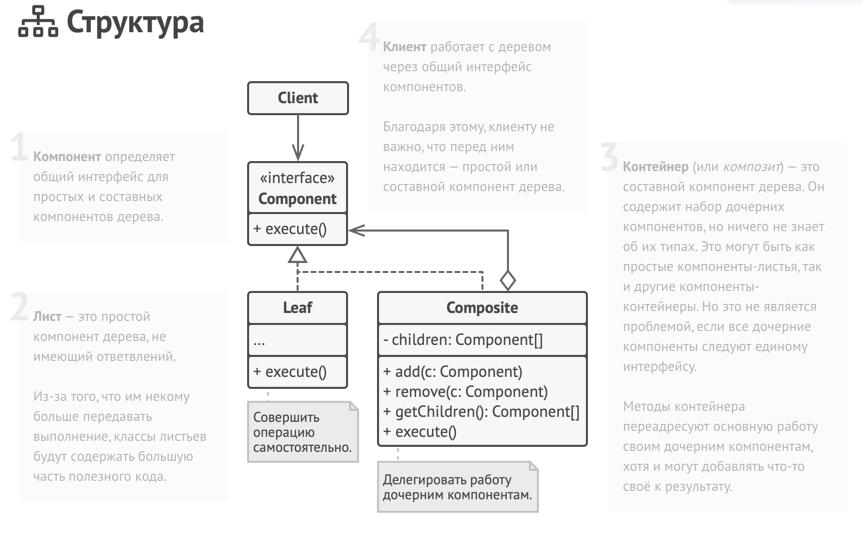 Структура
4
Клиент работает с деревом
через общий интерфейс
компонентов.
Благодаря этому, клиенту не
важно, что перед ним
находится — простой или
составной компонент дерева.
Client
1
Компонент определяет
общий интерфейс для
простых и составных
компонентов дерева.
«interface»
Component
+ execute()
3
Контейнер (или композит) — это
составной компонент дерева. Он
содержит набор дочерних
компонентов, но ничего не знает
об их типах. Это могут быть как
простые компоненты-листья, так
и другие компоненты-
контейнеры. Но это не является
проблемой, если все дочерние
компоненты следуют единому
интерфейсу.
Методы контейнера
переадресуют основную работу
своим дочерним компонентам,
хотя и могут добавлять что-то
своё к результату.
2
Лист — это простой
компонент дерева, не
имеющий ответвлений.
Из-за того, что им некому
больше передавать
выполнение, классы листьев
будут содержать большую
часть полезного кода.
Leaf
...
+ execute()
Совершить
операцию
самостоятельно.
Composite
- children: Component[]
+ add(c: Component)
+ remove(c: Component)
+ getChildren(): Component[]
+ execute()
Делегировать работу
дочерним компонентам.